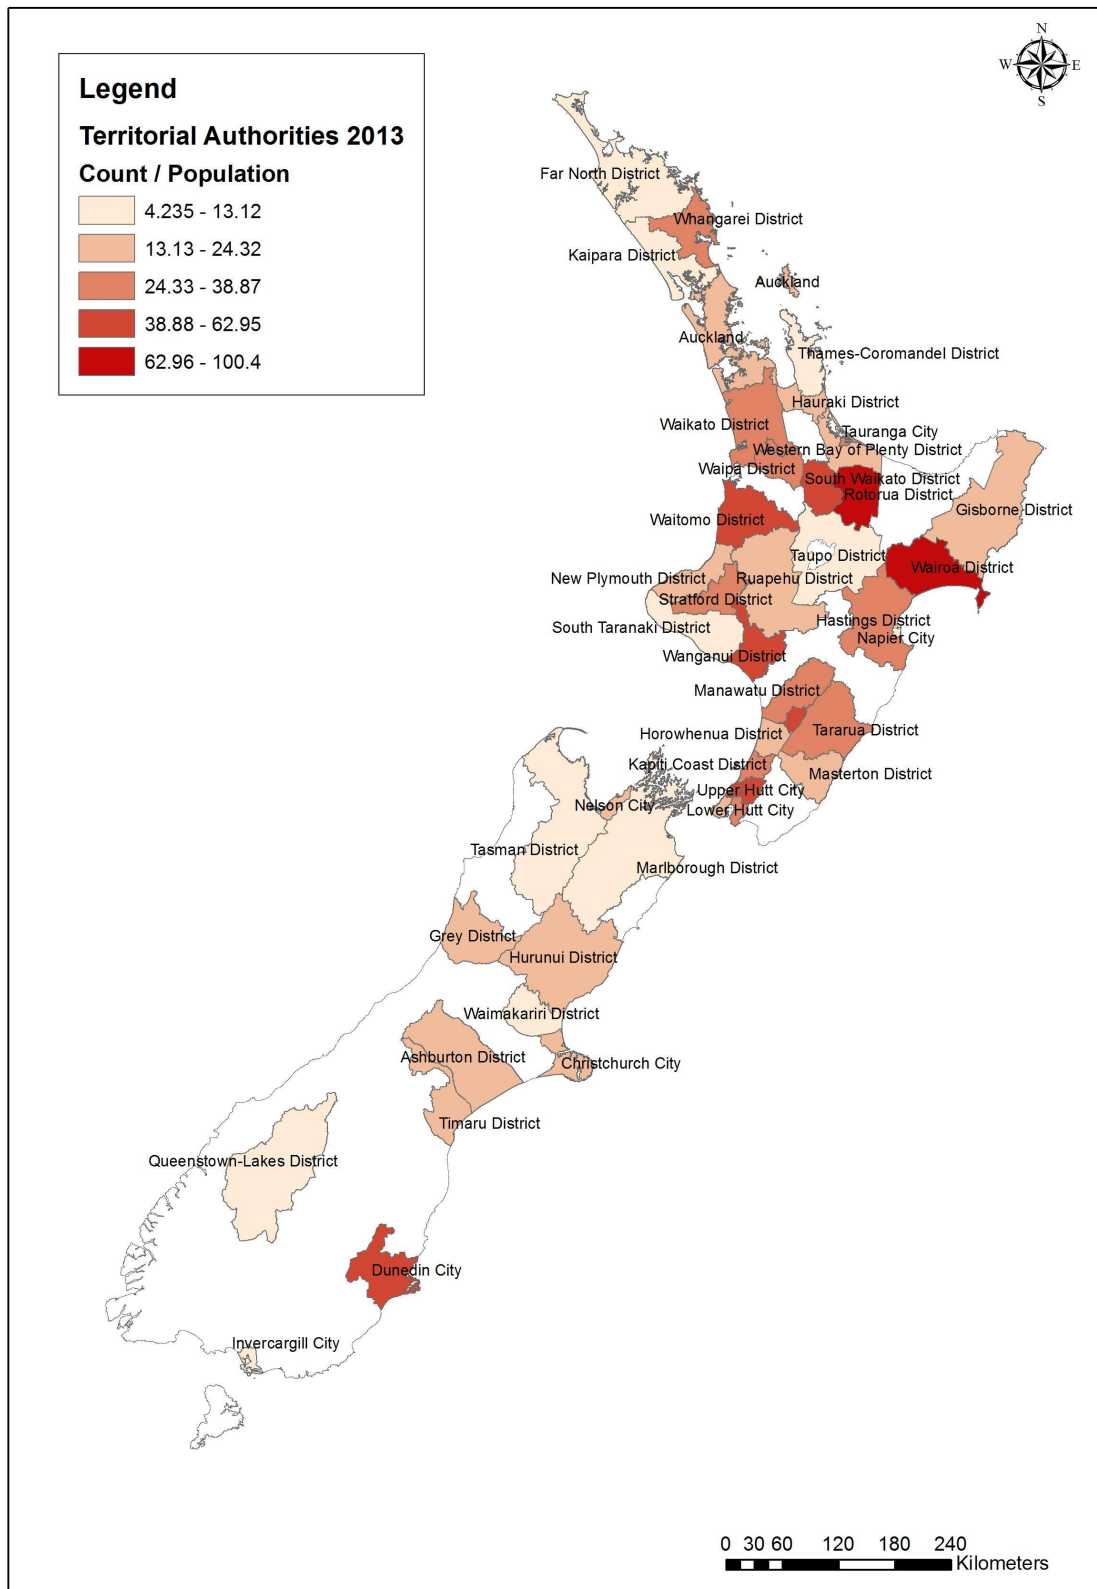 N
W E
S
Legend
Territorial Authorities 2013
Count / Population
4.235 - 13.12
13.13 - 24.32
24.33 - 38.87
38.88 - 62.95
62.96 - 100.4
Far North District
Whangarei District
Kaipara District
Auckland
Auckland
Thames-Coromandel District
Hauraki District
Waikato District
Tauranga City
Western Bay of Plenty District
Waipa District
South Waikato District
Rotorua District
Gisborne District
Waitomo District
Taupo District
Wairoa District
New Plymouth District
Ruapehu District
Stratford District
Hastings District
South Taranaki District
Napier City
Wanganui District
Manawatu District
Horowhenua District
Tararua District
Kapiti Coast District
Masterton District
Upper Hutt City
Nelson City
Lower Hutt City
Tasman District
Marlborough District
Grey District
Hurunui District
Waimakariri District
Ashburton District
Christchurch City
Timaru District
Queenstown-Lakes District
Dunedin City
Invercargill City
0 30 60 120 180 240
Kilometers